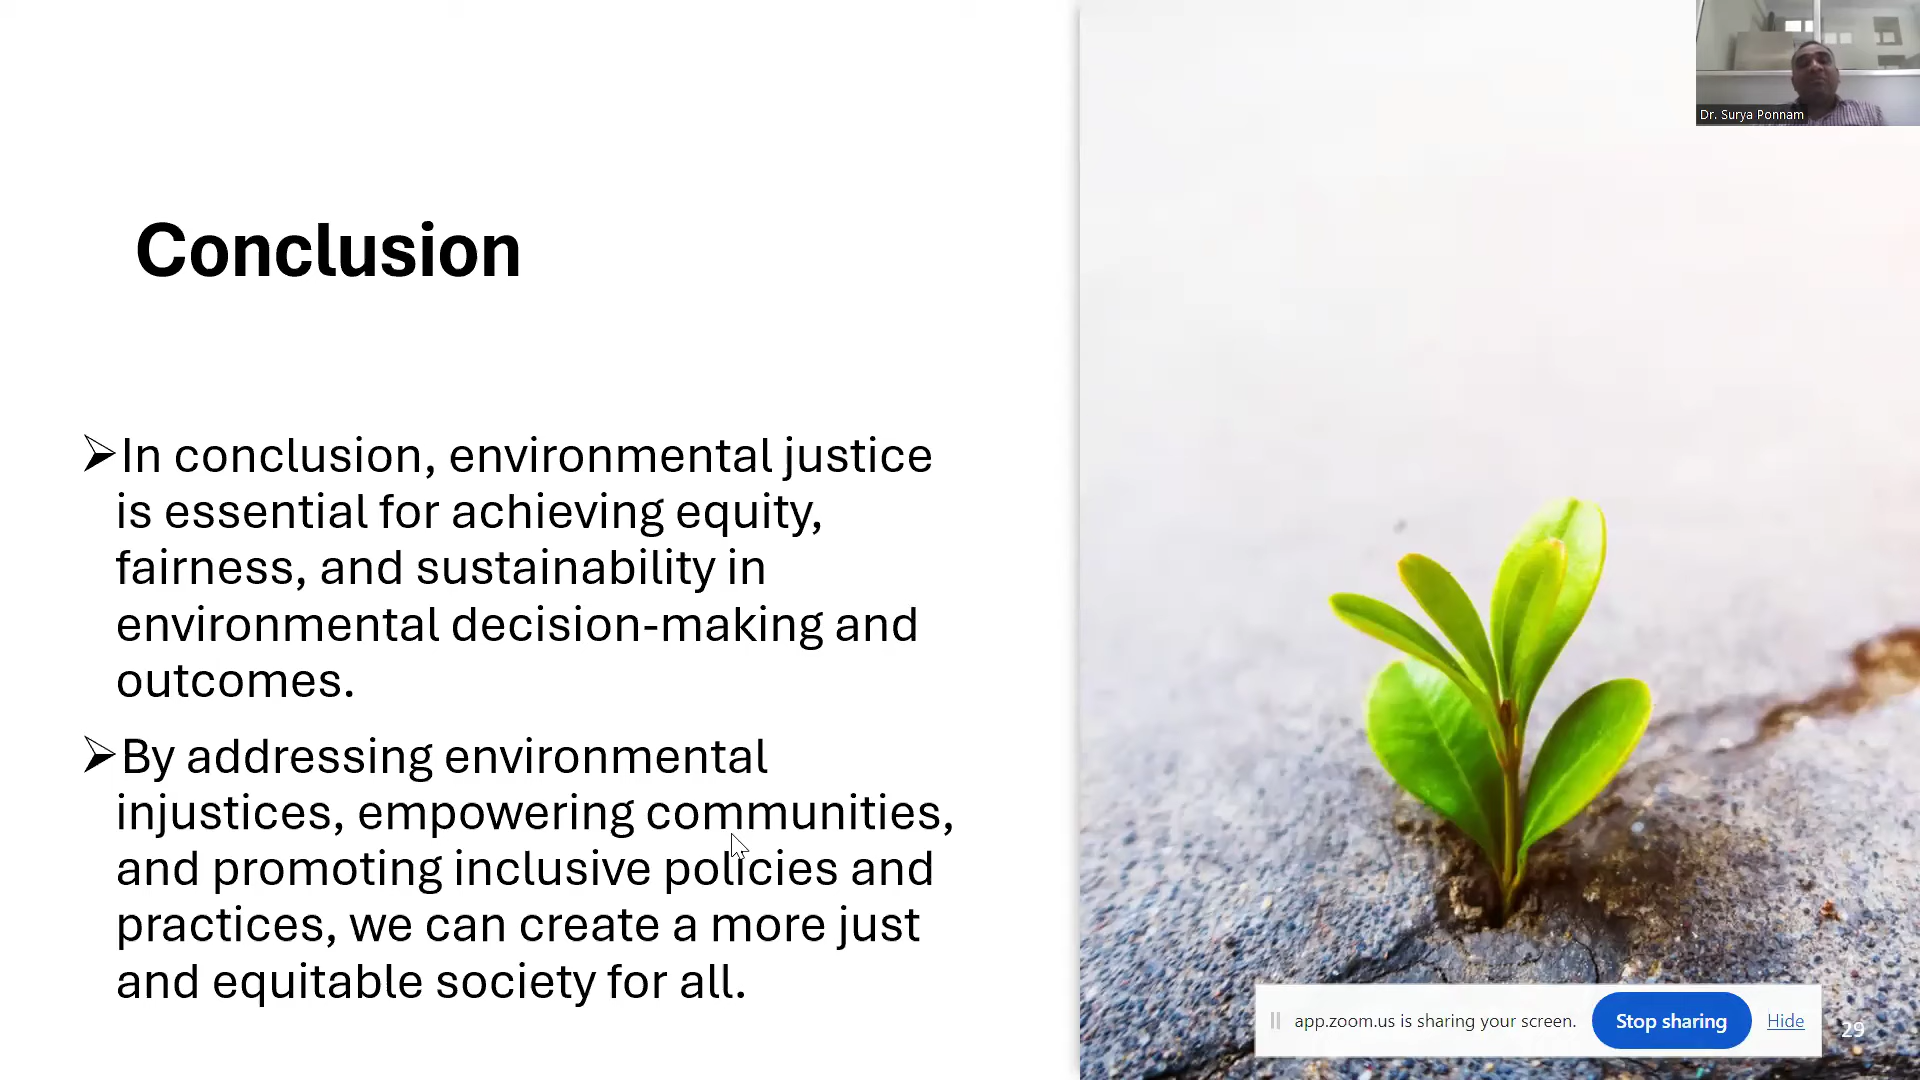 Dr. Surya Ponnam
Conclusion
➢In conclusion, environmental justice
is essential for achieving equity,
fairness, and sustainability in
environmental decision-making and
outcomes.
➢By addressing environmental
injustices, empowering communities,
and promoting inclusive policies and
practices, we can create a more just
and equitable society for all.
app.zoom.us is sharing your screen. Stop sharing Hide
29